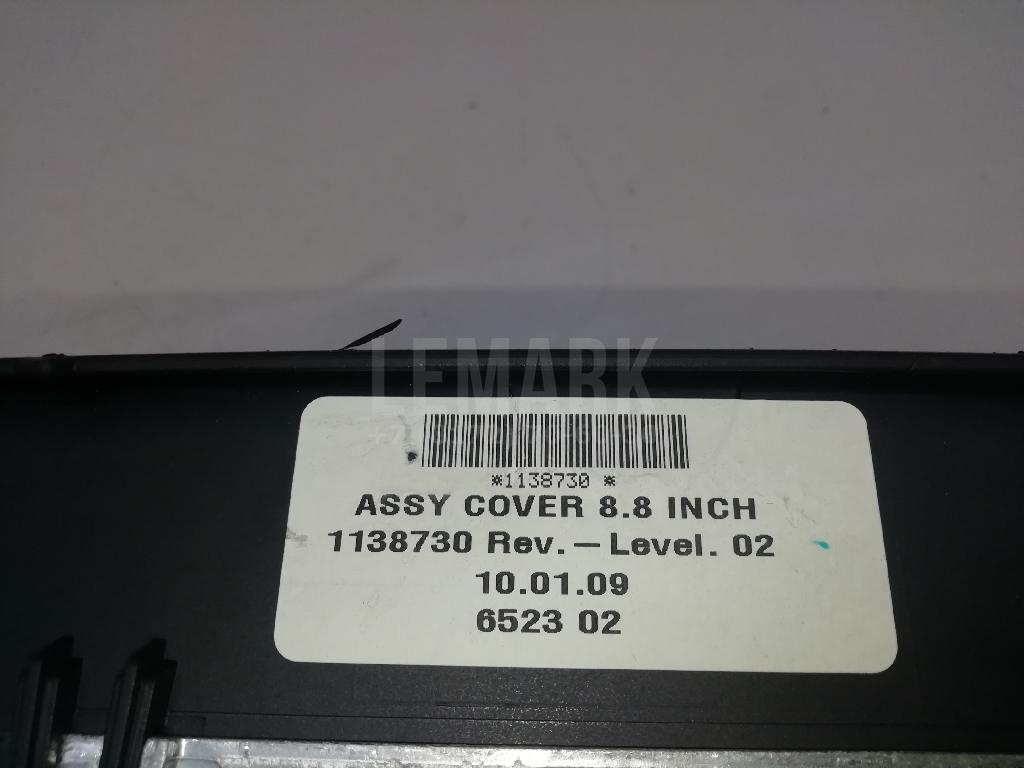 LEMARK
*1138730 *
ASSY COVER 8.8 INCH
1138730 Rev.-Level. 02
10.01.09
6523 02